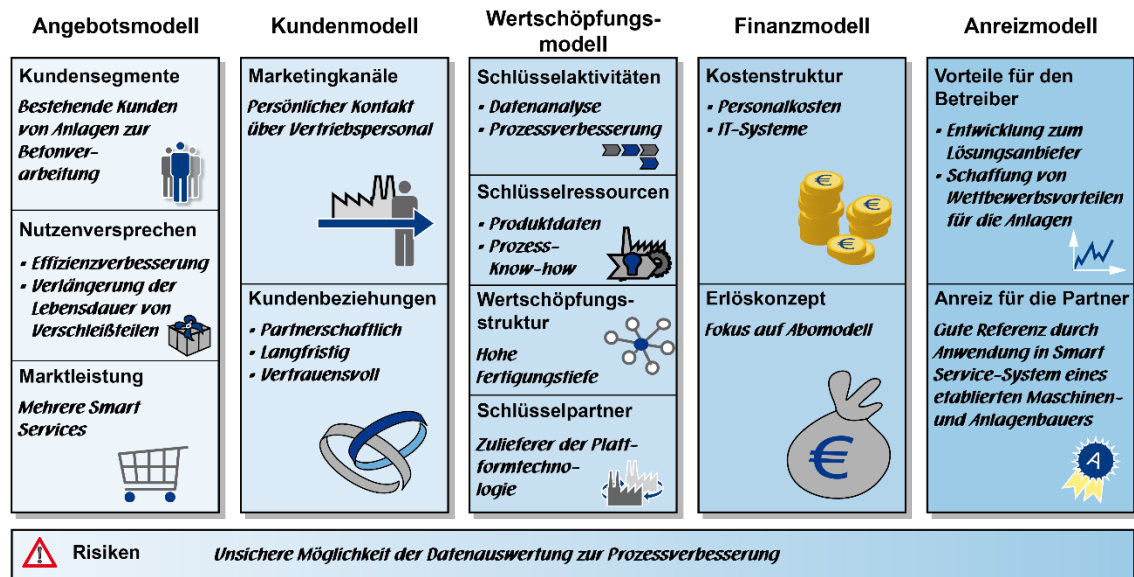 Angebotsmodell
Kundensegmente
Bestehende Kunden
von Anlagen zur
Betonver-
arbeitung
Nutzenversprechen
• Effizienzverbesserung
• Verlängerung der
Lebensdauer von
Verschleißteilen
Marktleistung
Mehrere Smart
Services
Kundenmodell
Marketingkanäle
Persönlicher Kontakt
über Vertriebspersonal
Kundenbeziehungen
• Partnerschaftlich
• Langfristig
• Vertrauensvoll
Wertschöpfungs-
modell
Schlüsselaktivitäten
• Datenanalyse
• Prozessverbesserung
Schlüsselressourcen
• Produktdaten
• Prozess-
Know-how
Wertschöpfungs-
struktur
Hohe
Fertigungstiefe
Schlüsselpartner
Zulieferer der Platt-
formtechno-
logie
Finanzmodell
Kostenstruktur
• Personalkosten
• IT-Systeme
€
€
€
Erlöskonzept
Fokus auf Abomodell
€
Anreizmodell
Vorteile für den
Betreiber
• Entwicklung zum
Lösungsanbieter
• Schaffung von
Wettbewerbsvorteilen
für die Anlagen
Anreiz für die Partner
Gute Referenz durch
Anwendung in Smart
Service-System eines
etablierten Maschinen-
und Anlagenbauers
A
Risiken Unsichere Möglichkeit der Datenauswertung zur Prozessverbesserung